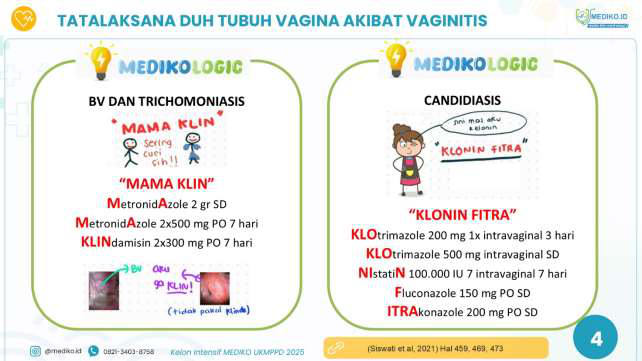 TATALAKSANA DUH TUBUH VAGINA AKIBAT VAGINITIS
MEDIKO.ID
MEDIKOLOGIC
BV DAN TRICHOMONIASIS
"MAMA KLIN"
Sering
cuci
sih!!
"MAMA KLIN"
MetronidAzole 2 gr SD
MetronidAzole 2x500 mg PO 7 hari
KLINdamisin 2x300 mg PO 7 hari
BV
aku
ga KLIN!
(tidak pakai Klinda)
MEDIKOLOGIC
CANDIDIASIS
sini mas aku
kelonin
"KLONIN FITRA"
"KLONIN FITRA"
KLOtrimazole 200 mg 1x intravaginal 3 hari
KLOtrimazole 500 mg intravaginal SD
NIstatiN 100.000 IU 7 intravaginal 7 hari
Fluconazole 150 mg PO SD
ITRAkonazole 200 mg PO SD
@mediko.id
0821-3403-8758
Kelon Intensif MEDIKO UKMPPD 2025
(Siswati et al, 2021) Hal 459, 469, 473
4